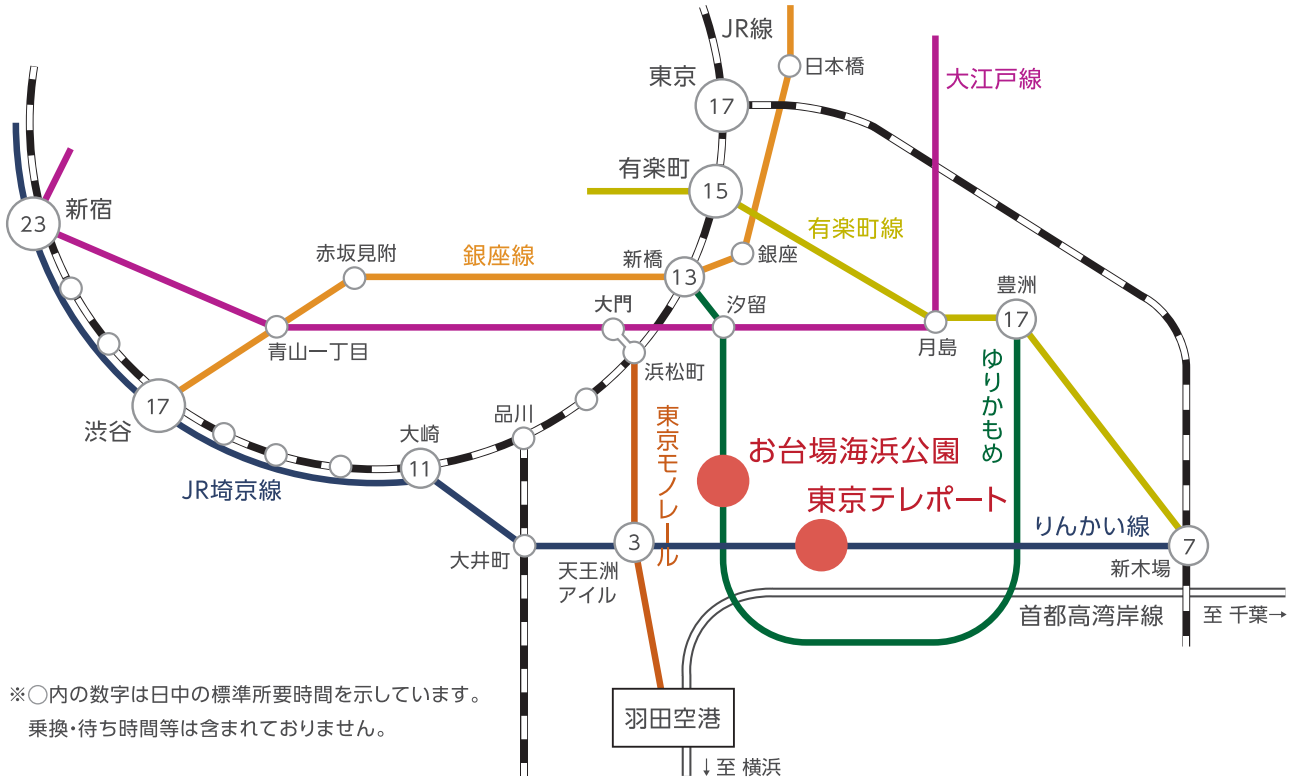 JR線
日本橋
東京
17
大江戸線
有楽町
15
23
新宿
有楽町線
赤坂見附
銀座線
新橋
13
銀座
大門
汐留
豊洲
17
青山一丁目
月島
浜松町
ゆりかもめ
17
渋谷
品川
大崎
11
東京モノレール
お台場海浜公園
JR埼京線
東京テレポート
りんかい線
大井町
3
天王洲
アイル
7
新木場
首都高湾岸線
至 千葉→
※○内の数字は日中の標準所要時間を示しています。
乗換・待ち時間等は含まれておりません。
羽田空港
↓至 横浜